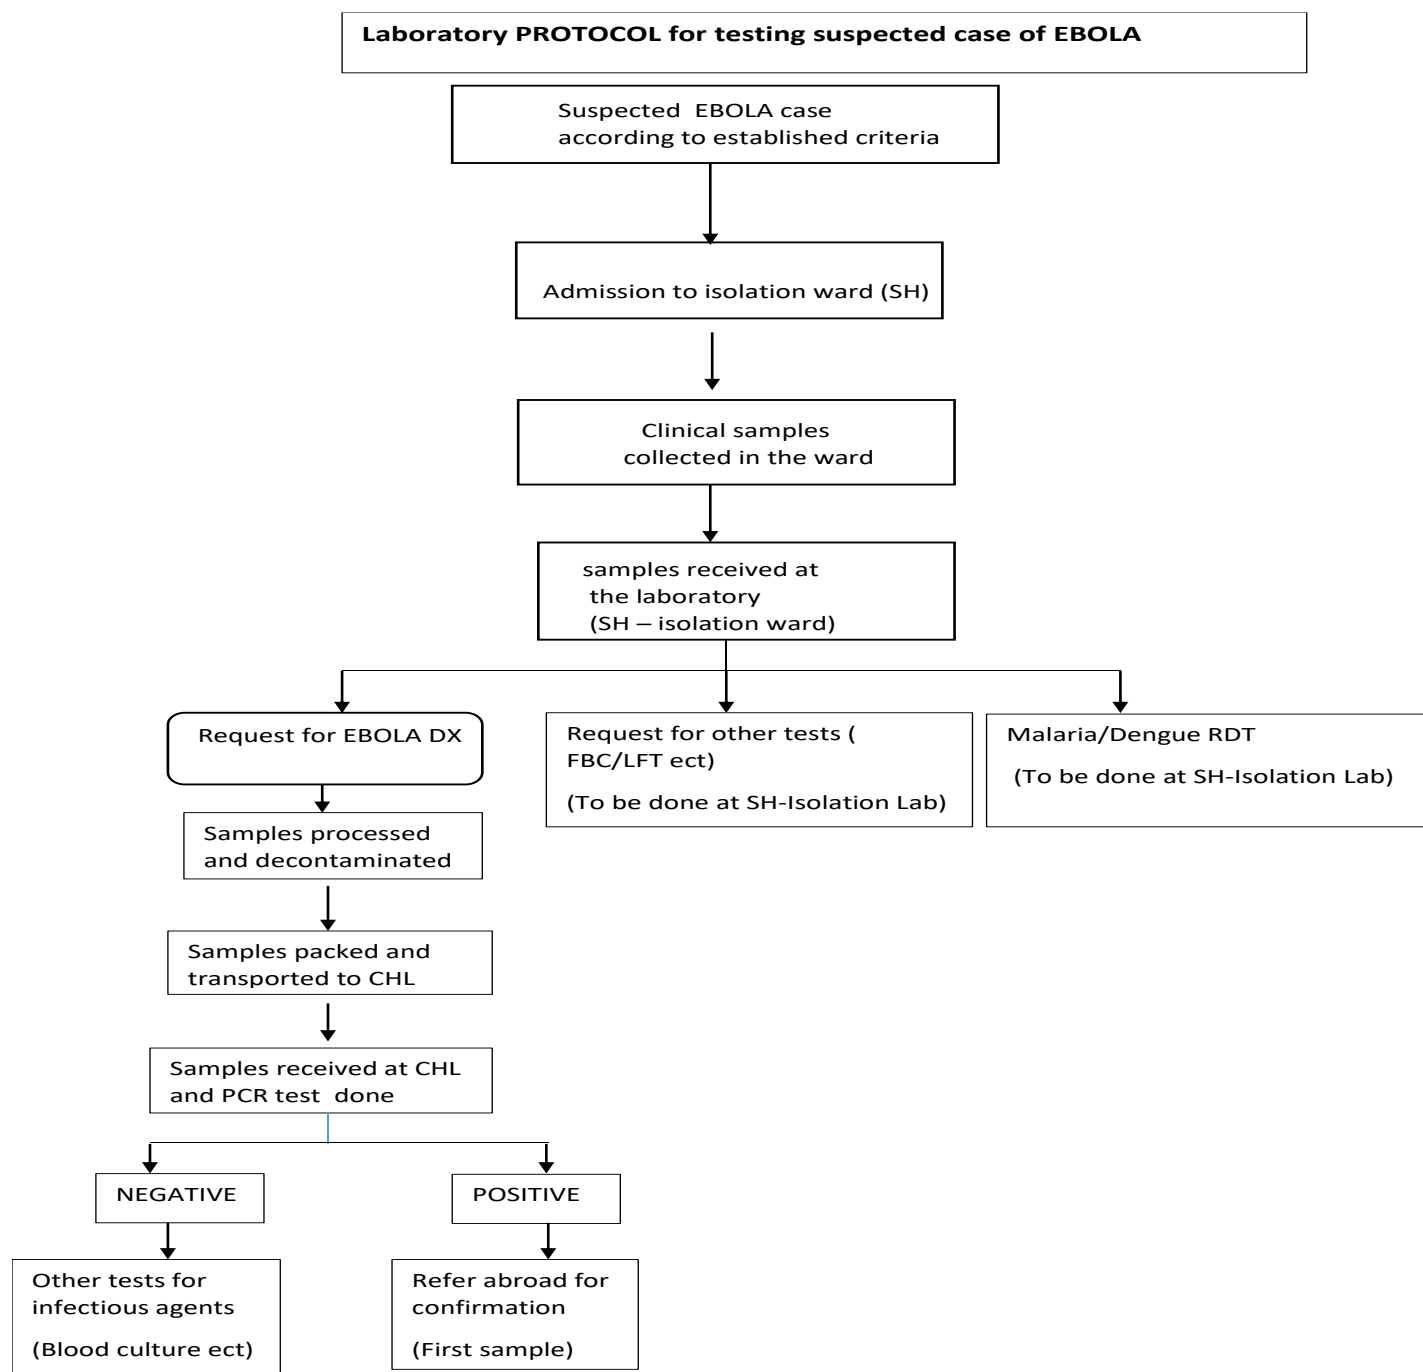 Laboratory PROTOCOL for testing suspected case of EBOLA
Suspected EBOLA case
according to established criteria
Admission to isolation ward (SH)
Clinical samples
collected in the ward
samples received at
the laboratory
(SH – isolation ward)
Request for EBOLA DX
Request for other tests (
FBC/LFT ect)
(To be done at SH-Isolation Lab)
Malaria/Dengue RDT
(To be done at SH-Isolation Lab)
Samples processed
and decontaminated
Samples packed and
transported to CHL
Samples received at CHL
and PCR test done
NEGATIVE
POSITIVE
Other tests for
infectious agents
(Blood culture ect)
Refer abroad for
confirmation
(First sample)